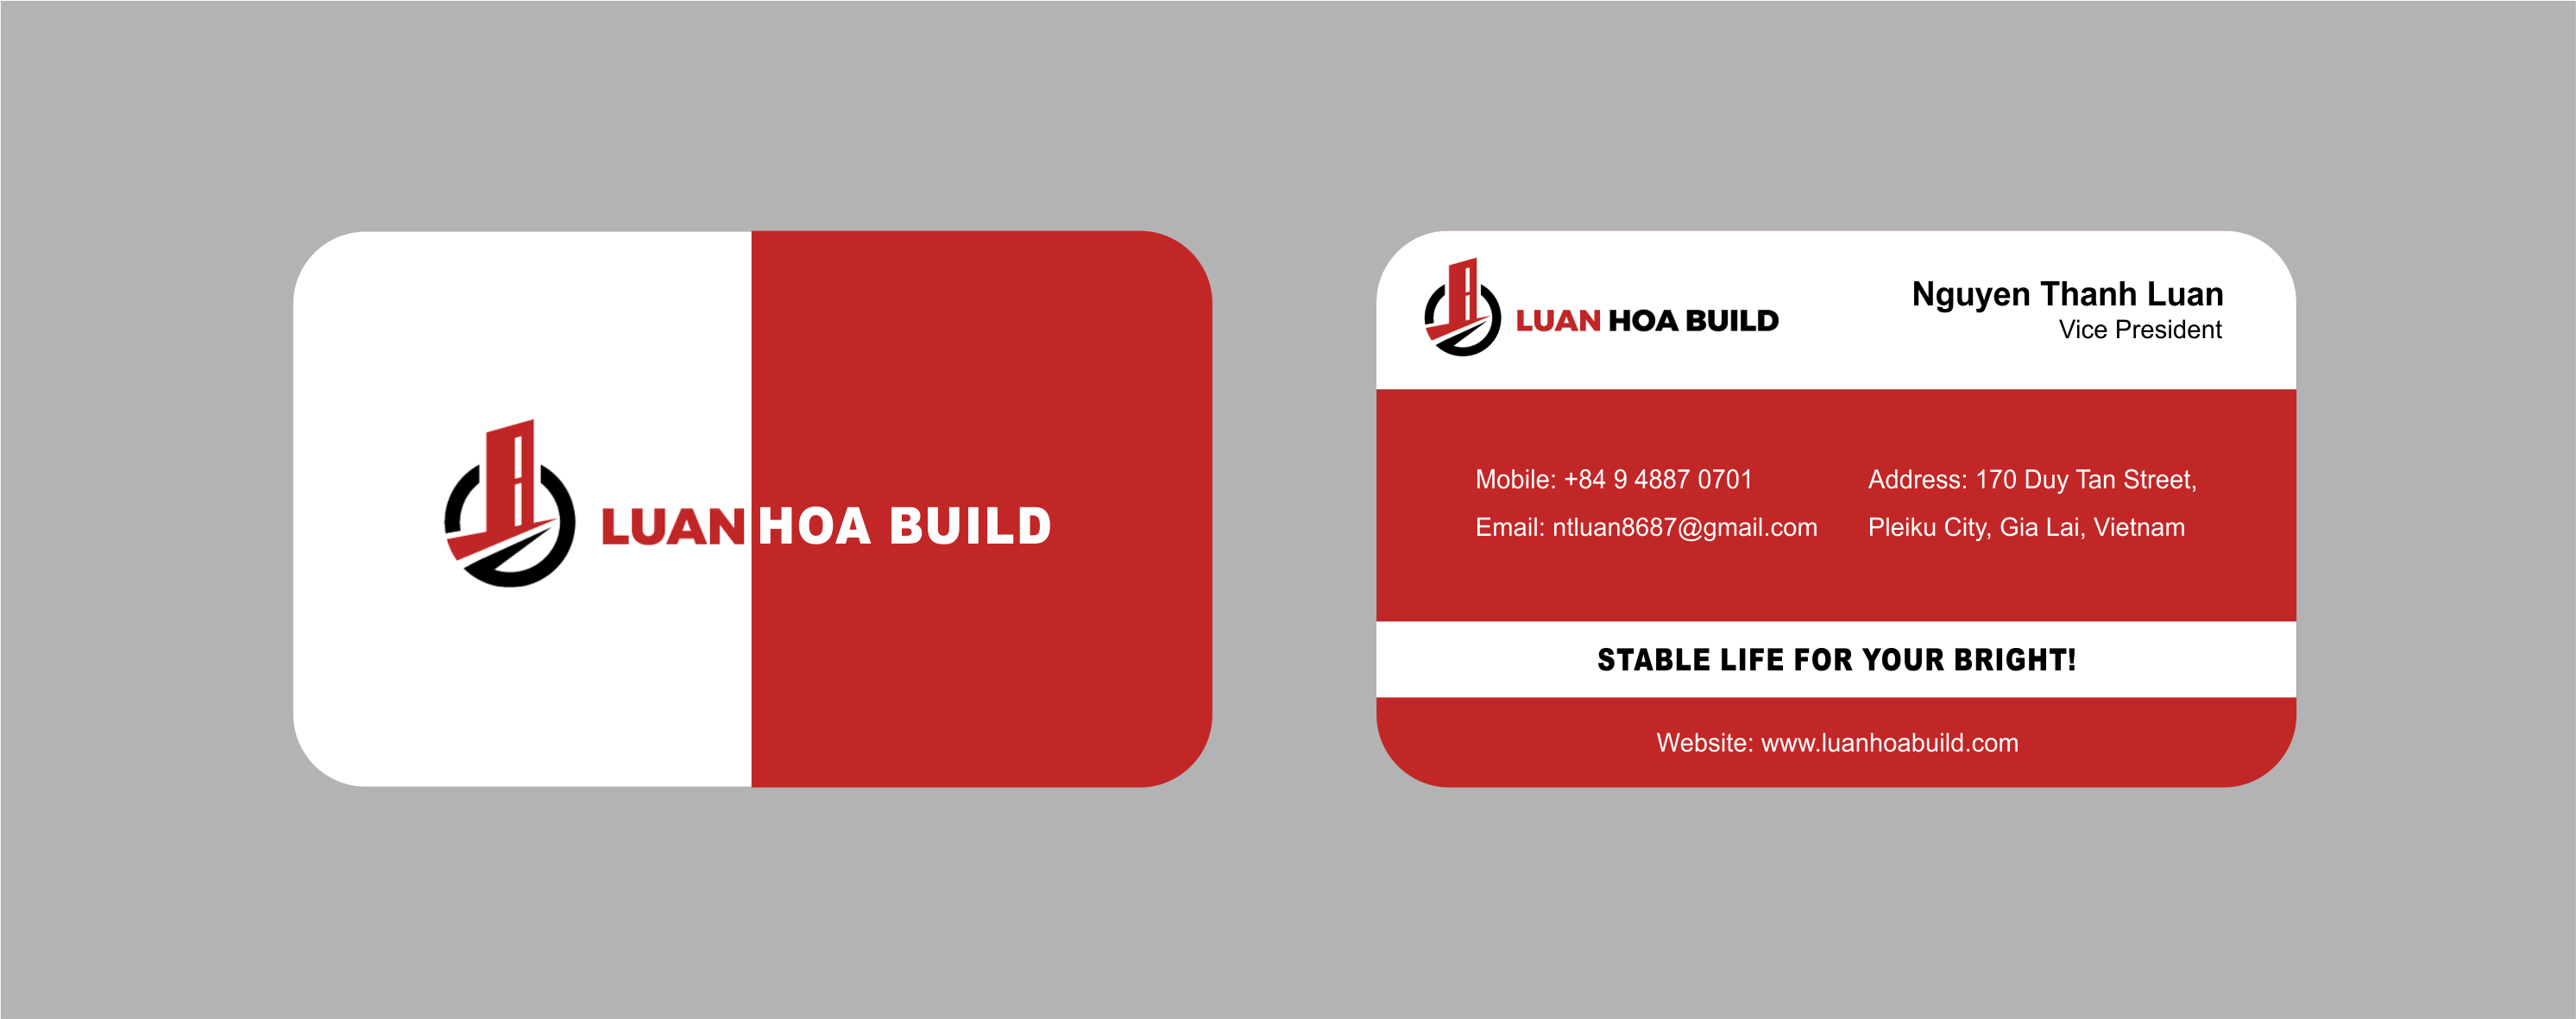 LUAN HOA BUILD
LUAN HOA BUILD
Nguyen Thanh Luan
Vice President
Mobile: +84 9 4887 0701
Email: ntluan8687@gmail.com
Address: 170 Duy Tan Street,
Pleiku City, Gia Lai, Vietnam
STABLE LIFE FOR YOUR BRIGHT!
Website: www.luanhoabuild.com